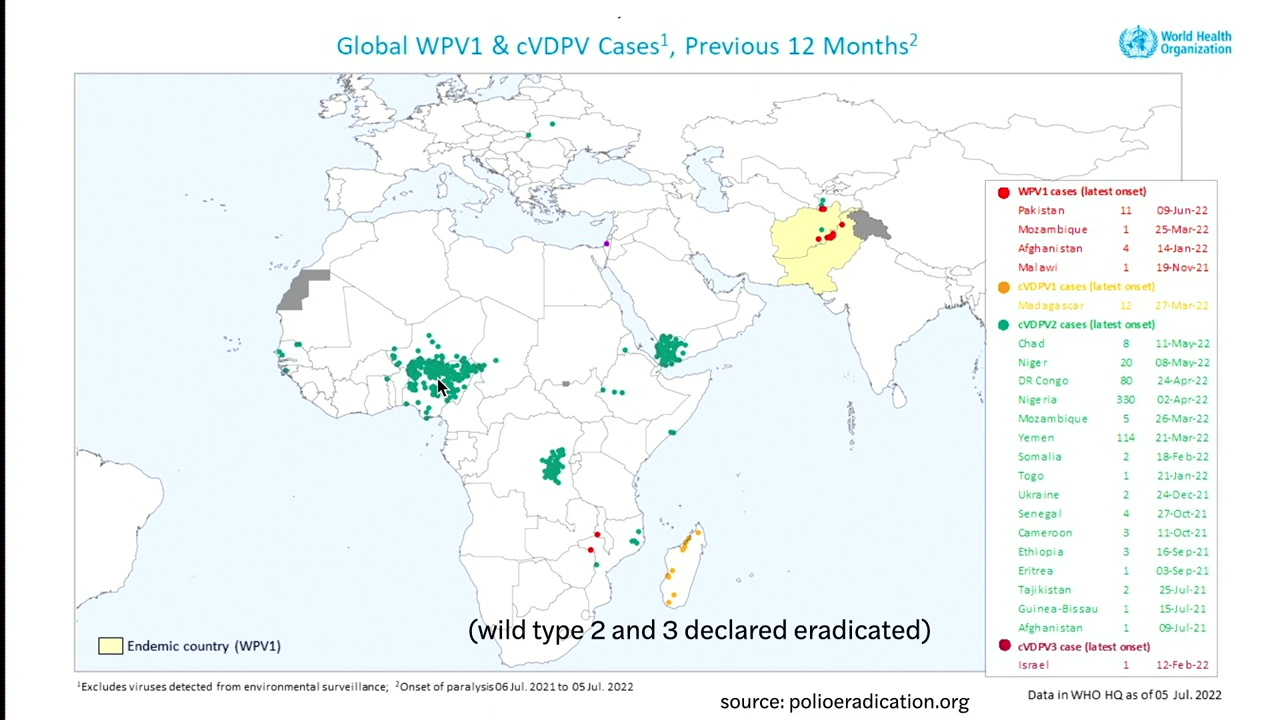 Global WPV1 & cVDPV Cases¹, Previous 12 Months²
World Health
Organization
WPV1 cases (latest onset)
Pakistan 11 09-Jun-22
Mozambique 1 25-Mar-22
Afghanistan 4 14-Jan-22
Malawi 1 19-Nov-21
cVDPV1 cases (latest onset)
Madagascar 12 27-Mar-22
cVDPV2 cases (latest onset)
Chad 8 11-May-22
Niger 20 08-May-22
DR Congo 80 24-Apr-22
Nigeria 330 02-Apr-22
Mozambique 5 26-Mar-22
Yemen 114 21-Mar-22
Somalia 2 18-Feb-22
Togo 1 21-Jan-22
Ukraine 2 24-Dec-21
Senegal 4 27-Oct-21
Cameroon 3 11-Oct-21
Ethiopia 3 16-Sep-21
Eritrea 1 03-Sep-21
Tajikistan 2 25-Jul-21
Guinea-Bissau 1 15-Jul-21
Afghanistan 1 09-Jul-21
cVDPV3 case (latest onset)
Israel 1 12-Feb-22
(wild type 2 and 3 declared eradicated)
Endemic country (WPV1)
¹Excludes viruses detected from environmental surveillance; ²Onset of paralysis 06 Jul. 2021 to 05 Jul. 2022
source: polioeradication.org
Data in WHO HQ as of 05 Jul. 2022